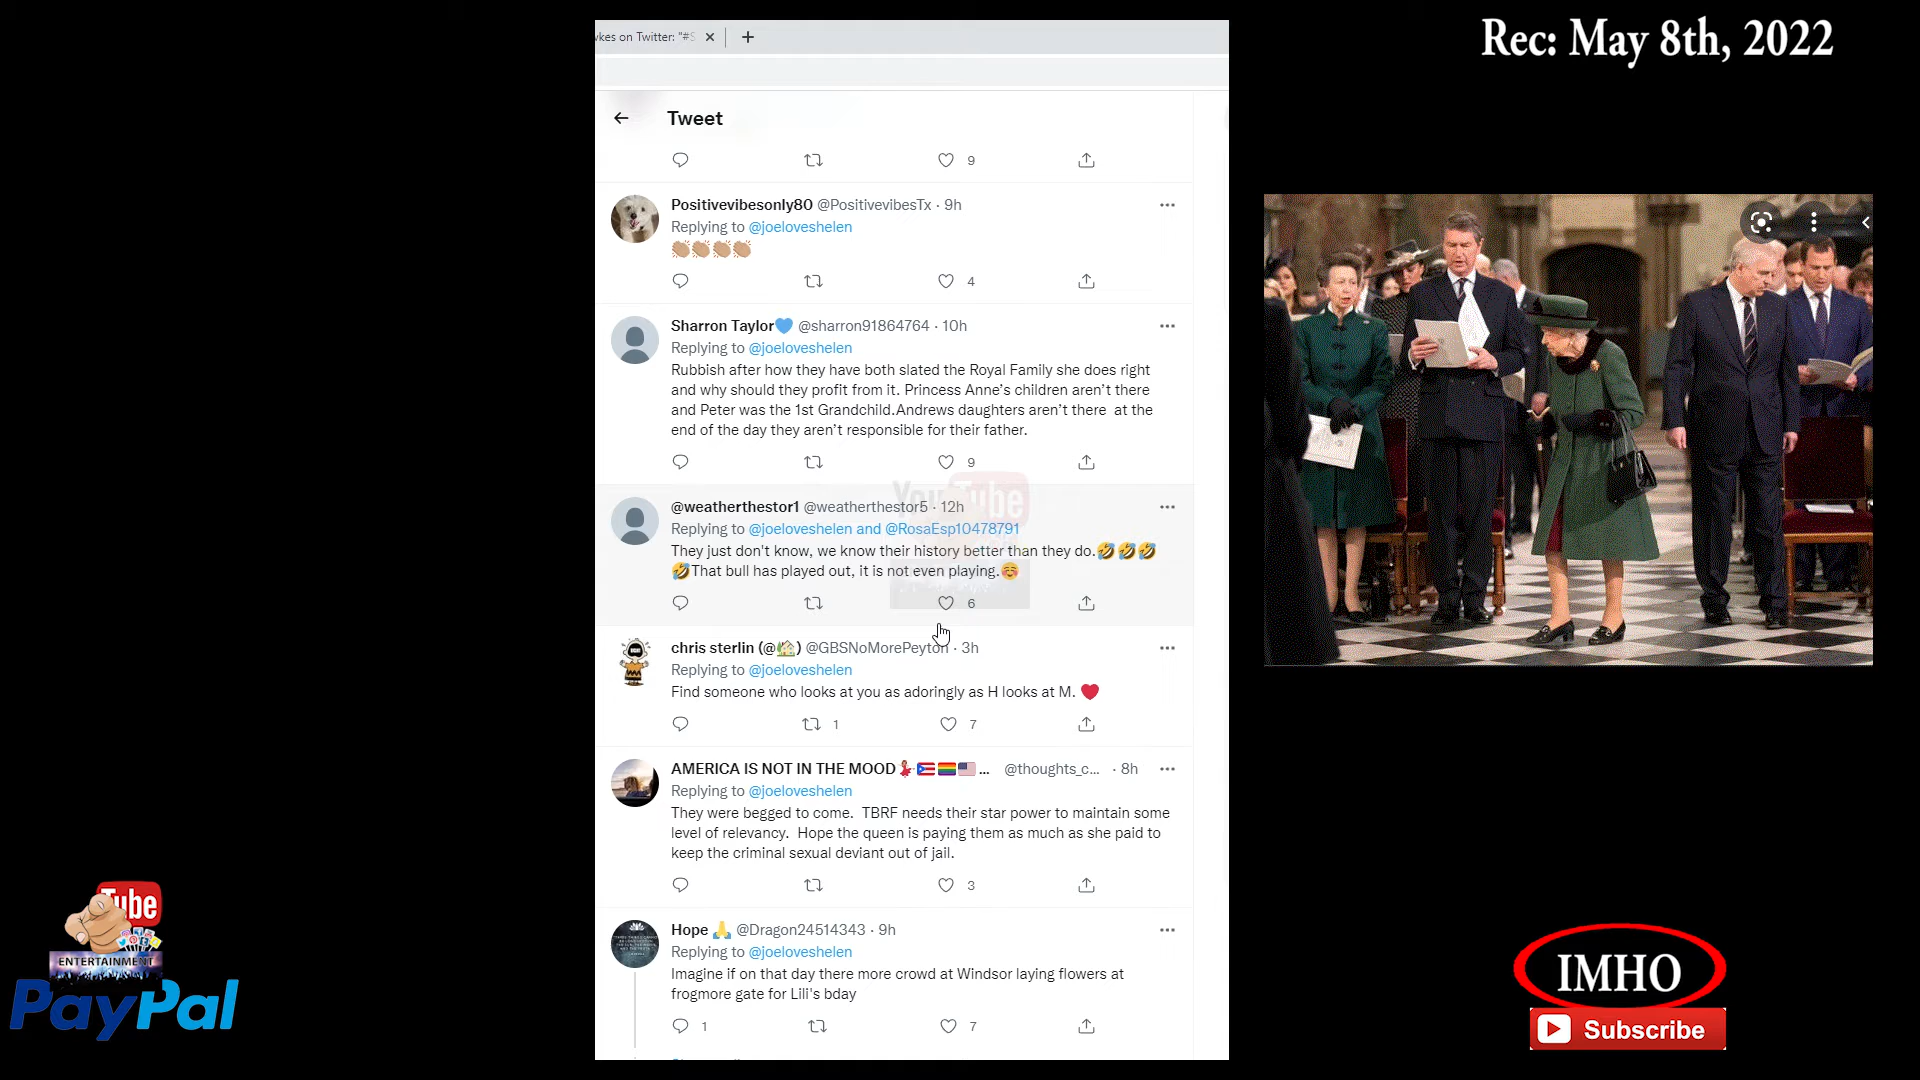 Rec: May 8th, 2022
wkes on Twitter: "#S
Tweet
9
Positivevibesonly80 @PositivevibesTx · 9h
Replying to @joeloveshelen
👏🏽👏🏽👏🏽👏🏽
4
Sharron Taylor💙 @sharron91864764 · 10h
Replying to @joeloveshelen
Rubbish after how they have both slated the Royal Family she does right
and why should they profit from it. Princess Anne's children aren't there
and Peter was the 1st Grandchild.Andrews daughters aren't there at the
end of the day they aren't responsible for their father.
9
@weatherthestor1 @weatherthestor5 · 12h
Replying to @joeloveshelen and @RosaEsp10478791
They just don't know, we know their history better than they do.🤣🤣🤣
🤣That bull has played out, it is not even playing.☺️
6
chris sterlin (@🏡) @GBSNoMorePeyton · 3h
Replying to @joeloveshelen
Find someone who looks at you as adoringly as H looks at M. ❤️
1 7
AMERICA IS NOT IN THE MOOD💃🇵🇷🏳️‍🌈🇺🇸 ... @thoughts_c... · 8h
Replying to @joeloveshelen
They were begged to come. TBRF needs their star power to maintain some
level of relevancy. Hope the queen is paying them as much as she paid to
keep the criminal sexual deviant out of jail.
3
Hope 🙏 @Dragon24514343 · 9h
Replying to @joeloveshelen
Imagine if on that day there more crowd at Windsor laying flowers at
frogmore gate for Lili's bday
1 7
Tube
ENTERTAINMENT
PayPal
IMHO
Subscribe
YouTube